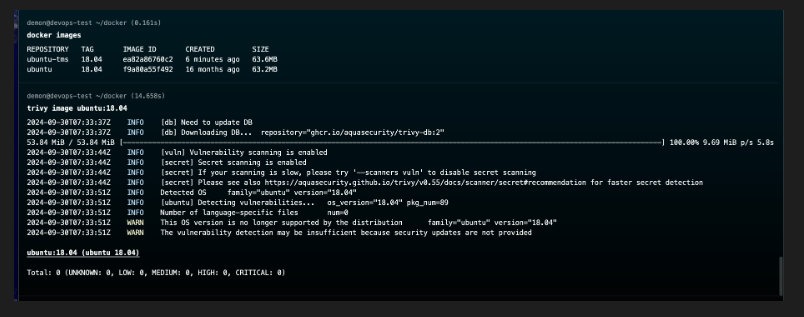 demon@devops-test ~/docker (0.161s)
docker images
REPOSITORY TAG IMAGE ID CREATED SIZE
ubuntu-tms 18.04 ea82a86760c2 6 minutes ago 63.6MB
ubuntu 18.04 f9a80a55f492 16 months ago 63.2MB
demon@devops-test ~/docker (14.658s)
trivy image ubuntu:18.04
2024-09-30T07:33:37Z INFO [db] Need to update DB
2024-09-30T07:33:37Z INFO [db] Downloading DB... repository="ghcr.io/aquasecurity/trivy-db:2"
53.84 MiB / 53.84 MiB [------------------------------------------------------------] 100.00% 9.69 MiB p/s 5.8s
2024-09-30T07:33:44Z INFO [vuln] Vulnerability scanning is enabled
2024-09-30T07:33:44Z INFO [secret] Secret scanning is enabled
2024-09-30T07:33:44Z INFO [secret] If your scanning is slow, please try '--scanners vuln' to disable secret scanning
2024-09-30T07:33:44Z INFO [secret] Please see also https://aquasecurity.github.io/trivy/v0.55/docs/scanner/secret#recommendation for faster secret detection
2024-09-30T07:33:51Z INFO Detected OS family="ubuntu" version="18.04"
2024-09-30T07:33:51Z INFO [ubuntu] Detecting vulnerabilities... os_version="18.04" pkg_num=89
2024-09-30T07:33:51Z INFO Number of language-specific files num=0
2024-09-30T07:33:51Z WARN This OS version is no longer supported by the distribution family="ubuntu" version="18.04"
2024-09-30T07:33:51Z WARN The vulnerability detection may be insufficient because security updates are not provided
ubuntu:18.04 (ubuntu 18.04)
Total: 0 (UNKNOWN: 0, LOW: 0, MEDIUM: 0, HIGH: 0, CRITICAL: 0)